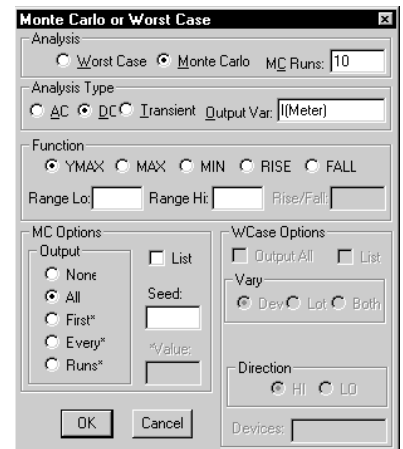 Monte Carlo or Worst Case
Analysis
Worst Case Monte Carlo MC Runs: 10
Analysis Type
AC DC Transient Output Var: I(Meter)
Function
YMAX MAX MIN RISE FALL
Range Lo: Range Hi: Rise/Fall:
MC Options
Output
None
All
First*
Every*
Runs*
List
Seed:
*Value:
OK Cancel
WCase Options
Output All List
Vary
Dev Lot Both
Direction
HI LO
Devices: